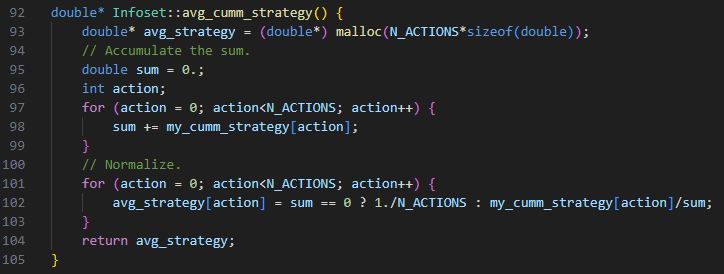 92 double* Infoset::avg_cumm_strategy() {
93     double* avg_strategy = (double*) malloc(N_ACTIONS*sizeof(double));
94     // Accumulate the sum.
95     double sum = 0.;
96     int action;
97     for (action = 0; action<N_ACTIONS; action++) {
98         sum += my_cumm_strategy[action];
99     }
100     // Normalize.
101     for (action = 0; action<N_ACTIONS; action++) {
102         avg_strategy[action] = sum == 0 ? 1./N_ACTIONS : my_cumm_strategy[action]/sum;
103     }
104     return avg_strategy;
105 }